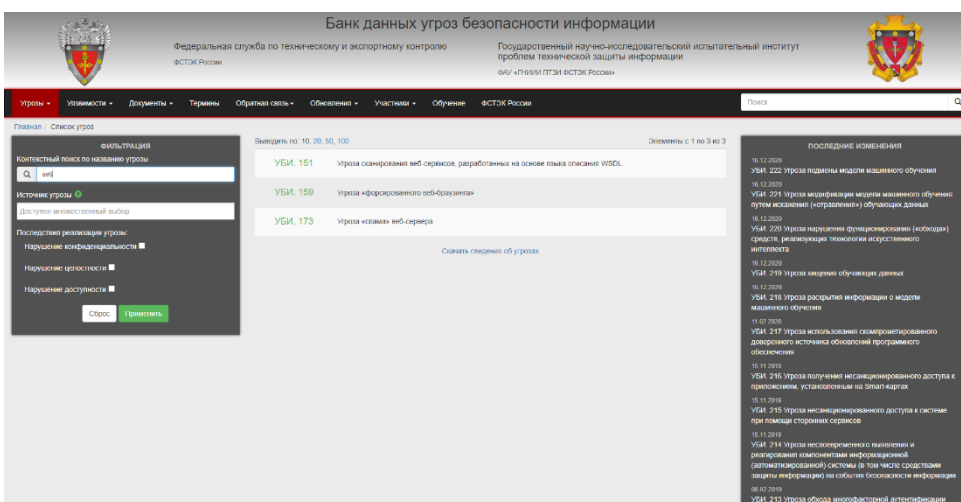 Банк данных угроз безопасности информации
Федеральная служба по техническому и экспортному контролю
ФСТЭК России
Государственный научно-исследовательский испытательный институт
проблем технической защиты информации
ФАУ «ГНИИИ ПТЗИ ФСТЭК России»
Угрозы Уязвимости Документы Термины Обратная связь Обновления Участники Обучение ФСТЭК России
Поиск
Главная / Список угроз
ФИЛЬТРАЦИЯ
Контекстный поиск по названию угрозы
веб
Источник угрозы
Доступен множественный выбор
Последствия реализации угрозы:
Нарушение конфиденциальности
Нарушение целостности
Нарушение доступности
Сброс Применить
Выводить по: 10, 20, 50, 100
Элементы с 1 по 3 из 3
УБИ. 151 Угроза сканирования веб-сервисов, разработанных на основе языка описания WSDL
УБИ. 159 Угроза «форсированного веб-браузинга»
УБИ. 173 Угроза «спама» веб-сервера
Скачать сведения об угрозах
ПОСЛЕДНИЕ ИЗМЕНЕНИЯ
16.12.2020
УБИ. 222 Угроза подмены модели машинного обучения
16.12.2020
УБИ. 221 Угроза модификации модели машинного обучения
путем искажения («отравления») обучающих данных
16.12.2020
УБИ. 220 Угроза нарушения функционирования («обхода»)
средств, реализующих технологии искусственного
интеллекта
16.12.2020
УБИ. 219 Угроза хищения обучающих данных
16.12.2020
УБИ. 218 Угроза раскрытия информации о модели
машинного обучения
11.02.2020
УБИ. 217 Угроза использования скомпрометированного
доверенного источника обновлений программного
обеспечения
15.11.2019
УБИ. 216 Угроза получения несанкционированного доступа к
приложениям, установленным на Smart-картах
15.11.2019
УБИ. 215 Угроза несанкционированного доступа к системе
при помощи сторонних сервисов
15.11.2019
УБИ. 214 Угроза несвоевременного выявления и
реагирования компонентами информационной
(автоматизированной) системы (в том числе средствами
защиты информации) на события безопасности информации
08.02.2019
УБИ. 213 Угроза обхода многофакторной аутентификации